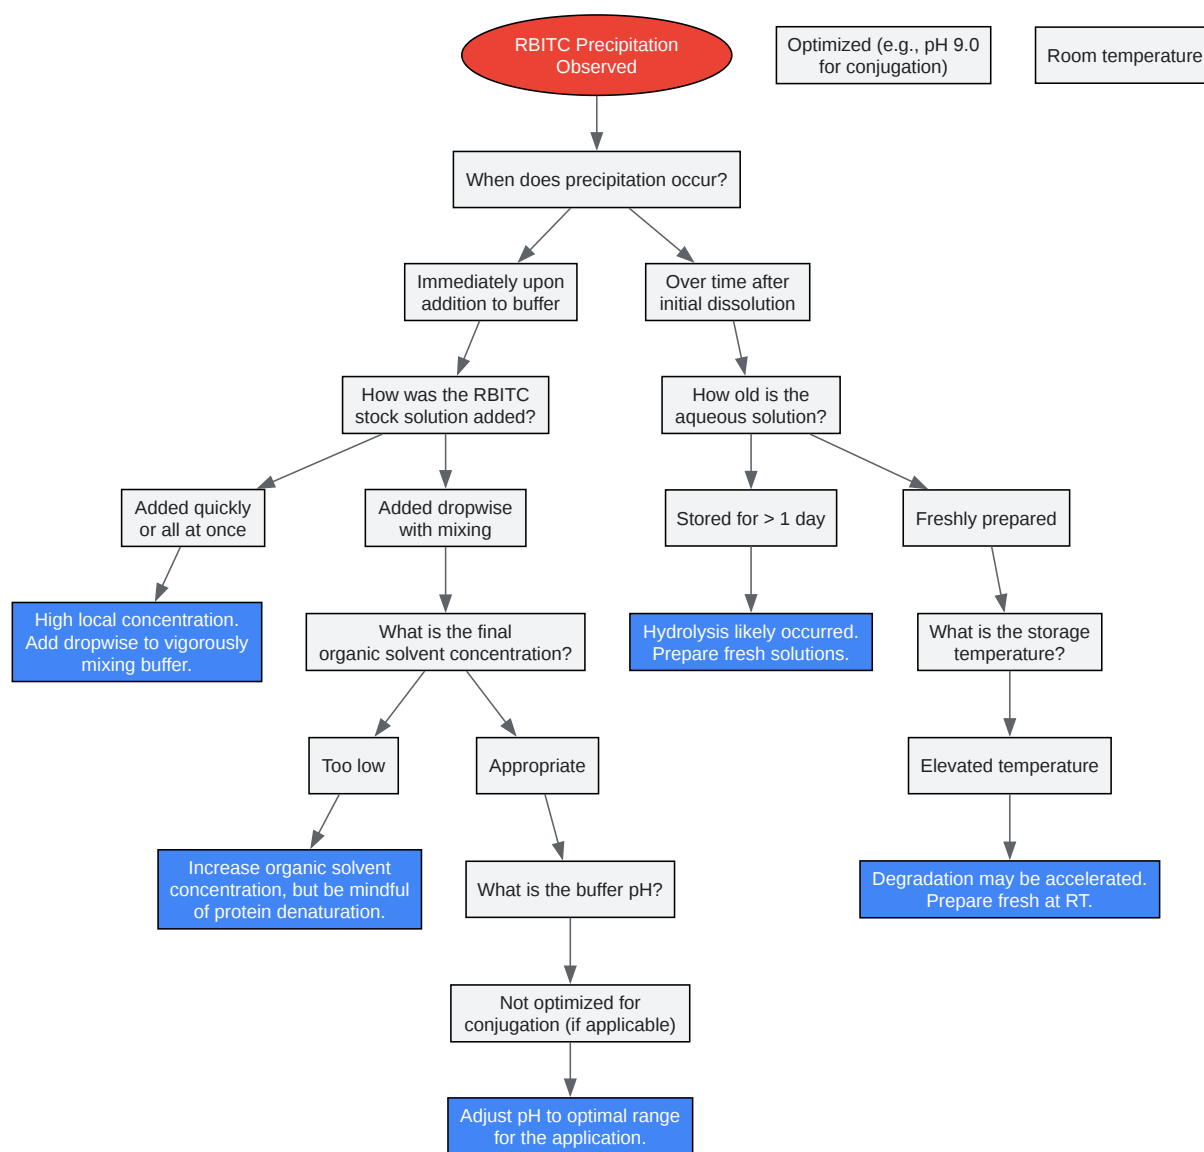 RBITC Precipitation
Observed
Optimized (e.g., pH 9.0
for conjugation)
Room temperature
When does precipitation occur?
Immediately upon
addition to buffer
Over time after
initial dissolution
How was the RBITC
stock solution added?
How old is the
aqueous solution?
Added quickly
or all at once
Added dropwise
with mixing
Stored for > 1 day
Freshly prepared
High local concentration.
Add dropwise to vigorously
mixing buffer.
What is the final
organic solvent concentration?
Hydrolysis likely occurred.
Prepare fresh solutions.
What is the storage
temperature?
Too low
Appropriate
Elevated temperature
Increase organic solvent
concentration, but be mindful
of protein denaturation.
What is the buffer pH?
Degradation may be accelerated.
Prepare fresh at RT.
Not optimized for
conjugation (if applicable)
Adjust pH to optimal range
for the application.